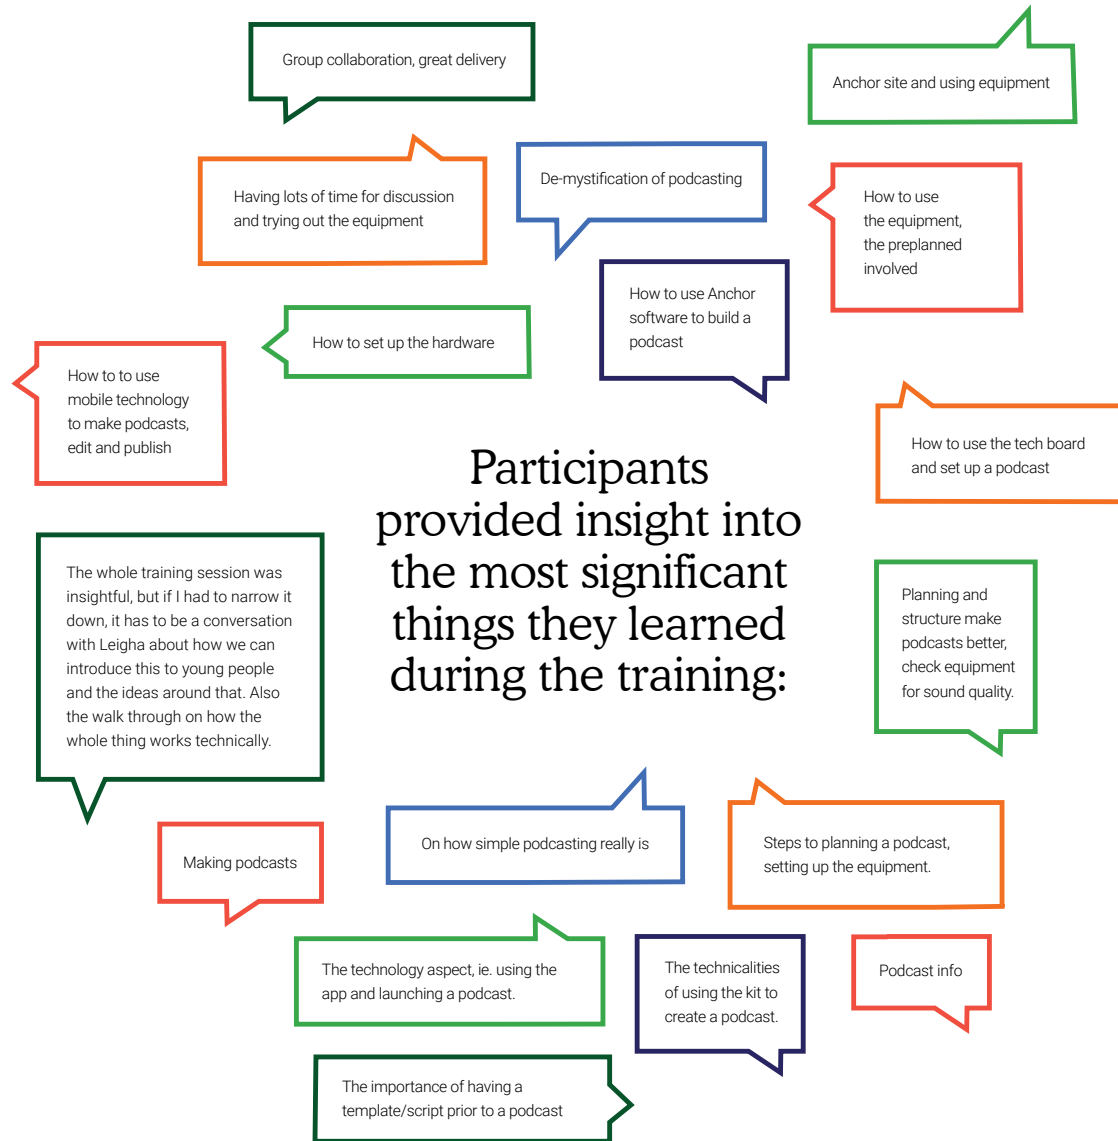 Group collaboration, great delivery
Anchor site and using equipment
Having lots of time for discussion
and trying out the equipment
De-mystification of podcasting
How to use
the equipment,
the preplanned
involved
How to use Anchor
software to build a
podcast
How to set up the hardware
How to to use
mobile technology
to make podcasts,
edit and publish
How to use the tech board
and set up a podcast
Participants
provided insight into
the most significant
things they learned
during the training:
The whole training session was
insightful, but if I had to narrow it
down, it has to be a conversation
with Leigha about how we can
introduce this to young people
and the ideas around that. Also
the walk through on how the
whole thing works technically.
Planning and
structure make
podcasts better,
check equipment
for sound quality.
Making podcasts
On how simple podcasting really is
Steps to planning a podcast,
setting up the equipment.
The technology aspect, ie. using the
app and launching a podcast.
The technicalities
of using the kit to
create a podcast.
Podcast info
The importance of having a
template/script prior to a podcast